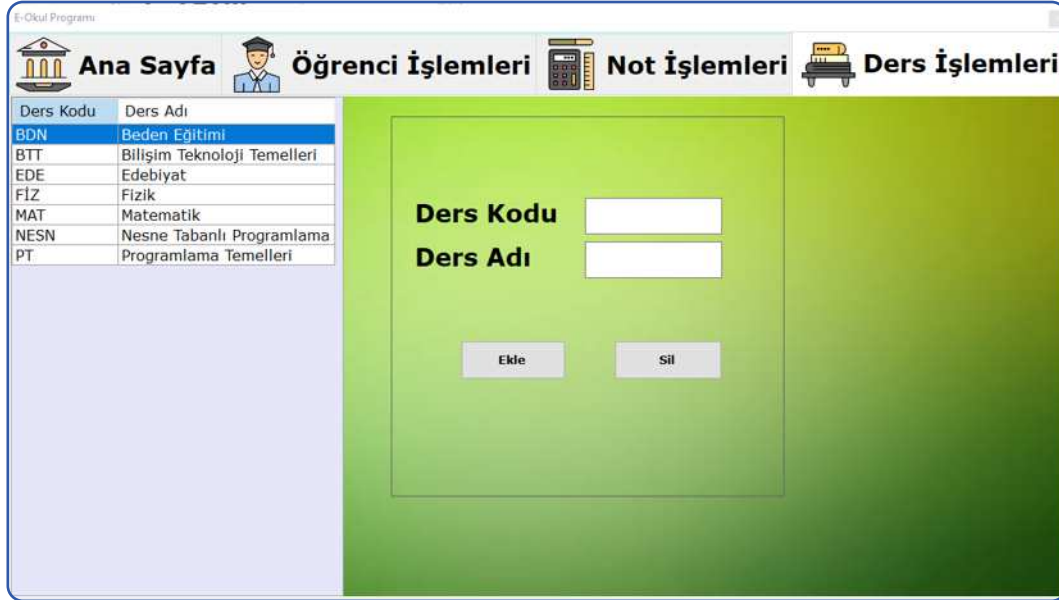 E-Okul Programı
Ana Sayfa Öğrenci İşlemleri Not İşlemleri Ders İşlemleri
Ders Kodu Ders Adı
BDN Beden Eğitimi
BTT Bilişim Teknoloji Temelleri
EDE Edebiyat
FİZ Fizik
MAT Matematik
NESN Nesne Tabanlı Programlama
PT Programlama Temelleri
Ders Kodu
Ders Adı
Ekle Sil